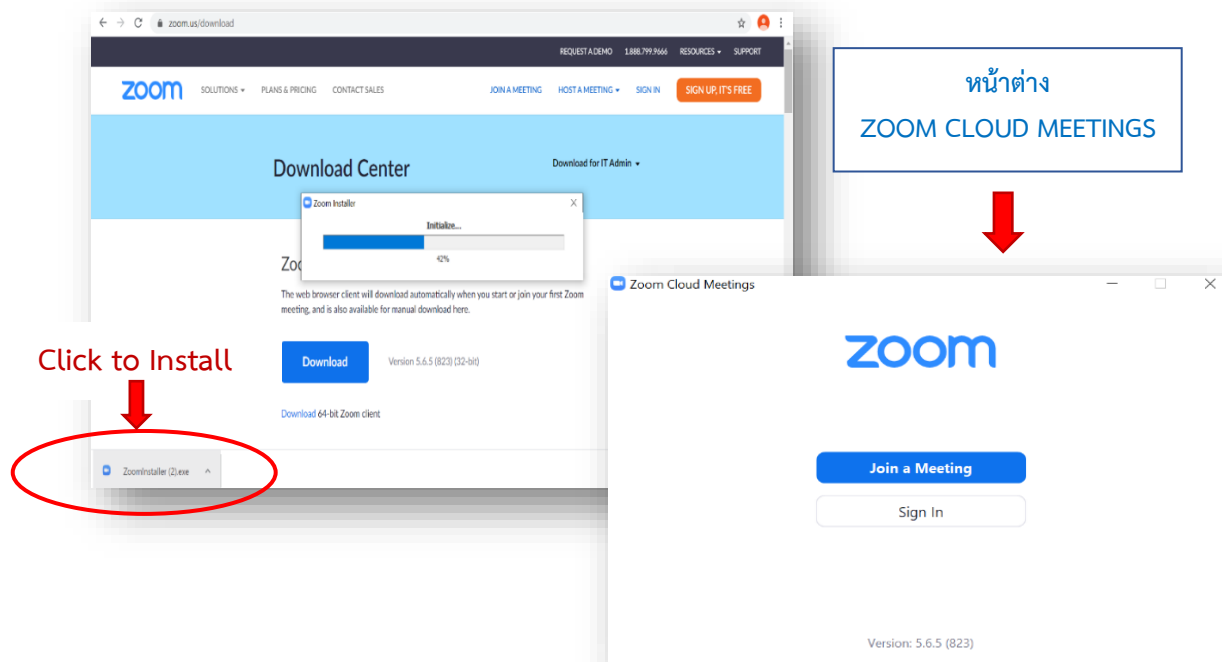 zoom.us/download
REQUEST A DEMO 1.888.799.9666 RESOURCES SUPPORT
zoom SOLUTIONS PLANS & PRICING CONTACT SALES JOIN A MEETING HOST A MEETING SIGN IN SIGN UP, IT'S FREE
Download Center Download for IT Admin
Zoom Installer X
Initialize...
42%
Zoo
The web browser client will download automatically when you start or join your first Zoom
meeting, and is also available for manual download here.
Download Version 5.6.5 (823) (32-bit)
Download 64-bit Zoom client
Click to Install
ZoomInstaller (2).exe
หน้าต่าง
ZOOM CLOUD MEETINGS
Zoom Cloud Meetings
zoom
Join a Meeting
Sign In
Version: 5.6.5 (823)